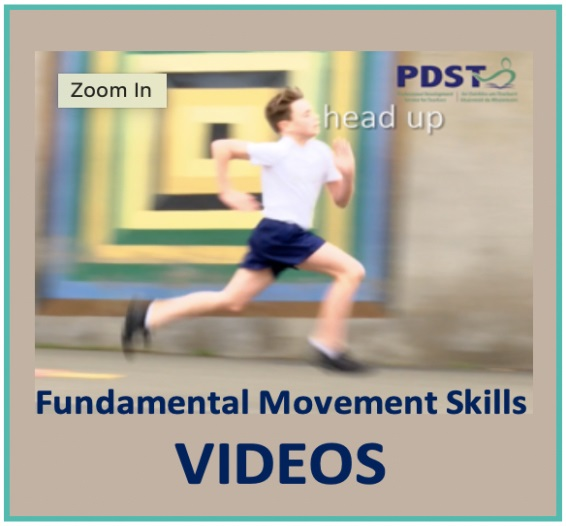 Zoom In
PDST
head up
Fundamental Movement Skills
VIDEOS